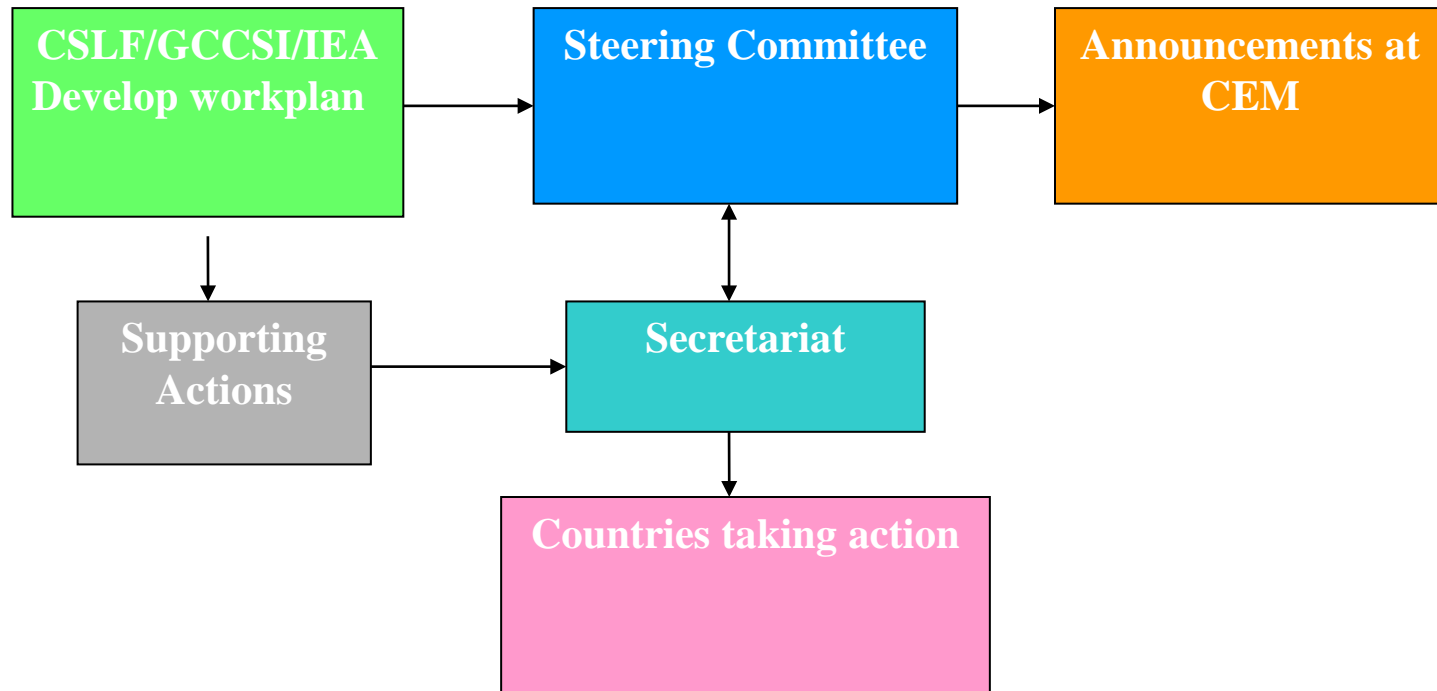 CSLF/GCCSI/IEA
Develop workplan
Steering Committee
Announcements at
CEM
Supporting
Actions
Secretariat
Countries taking action